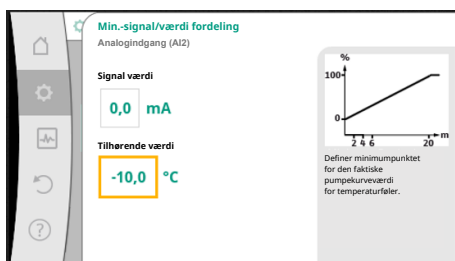 Min.-signal/værdi fordeling
Analogindgang (AI2)
Signal værdi
0,0 mA
Tilhørende værdi
-10,0 °C
%
100
0
2 4 6 20
m
Definer minimumpunktet
for den faktiske
pumpekurveværdi
for temperaturføler.
?